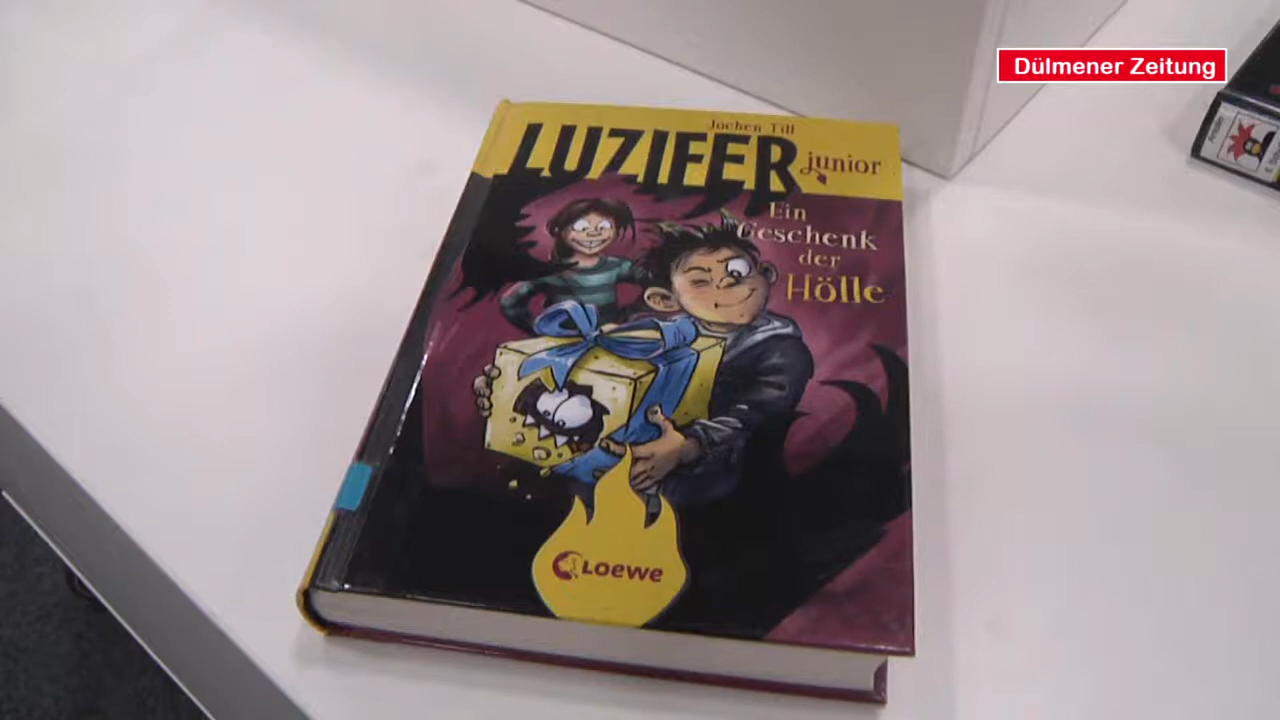 Dülmener Zeitung
Jochen Till
LUZIFER
junior
Ein
Geschenk
der
Hölle
Loewe